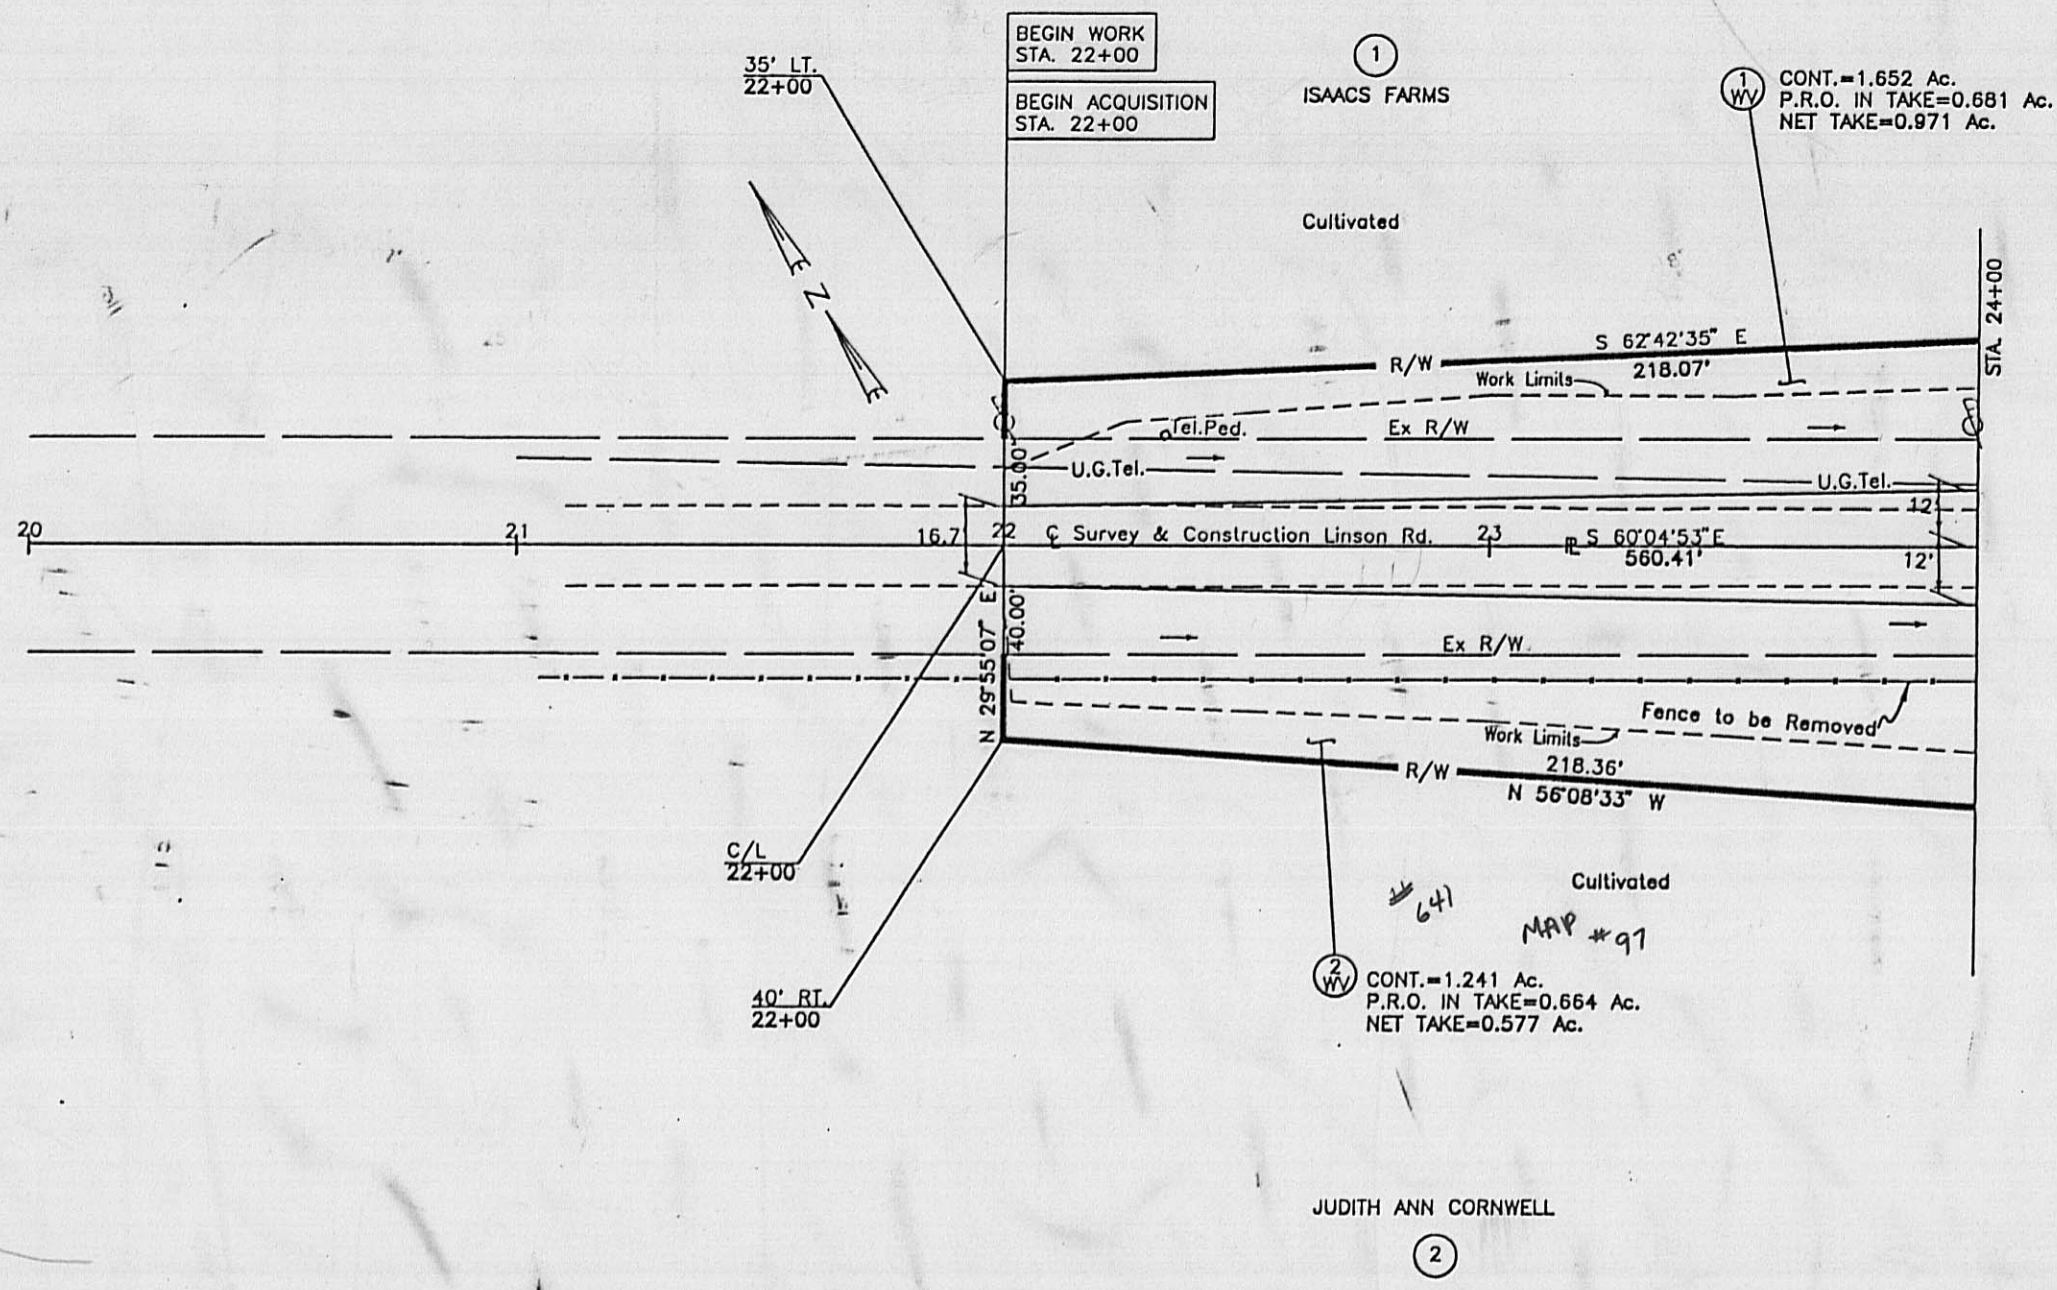 BEGIN WORK
STA. 22+00
BEGIN ACQUISITION
STA. 22+00
35' LT.
22+00
1
ISAACS FARMS
1
WV
CONT.=1.652 Ac.
P.R.O. IN TAKE=0.681 Ac.
NET TAKE=0.971 Ac.
Cultivated
N
STA. 24+00
S 62°42'35" E
R/W
218.07'
Work Limits
Tel.Ped.
Ex R/W
35.00'
U.G.Tel.
U.G.Tel.
12'
20
21
16.7
22
℄ Survey & Construction Linson Rd.
23
S 60°04'53" E
560.41'
12'
N 29°55'07" E
40.00'
Ex R/W
Fence to be Removed
Work Limits
218.36'
R/W
N 56°08'33" W
C/L
22+00
Cultivated
# 641
MAP #97
40' RT.
22+00
2
WV
CONT.=1.241 Ac.
P.R.O. IN TAKE=0.664 Ac.
NET TAKE=0.577 Ac.
JUDITH ANN CORNWELL
2